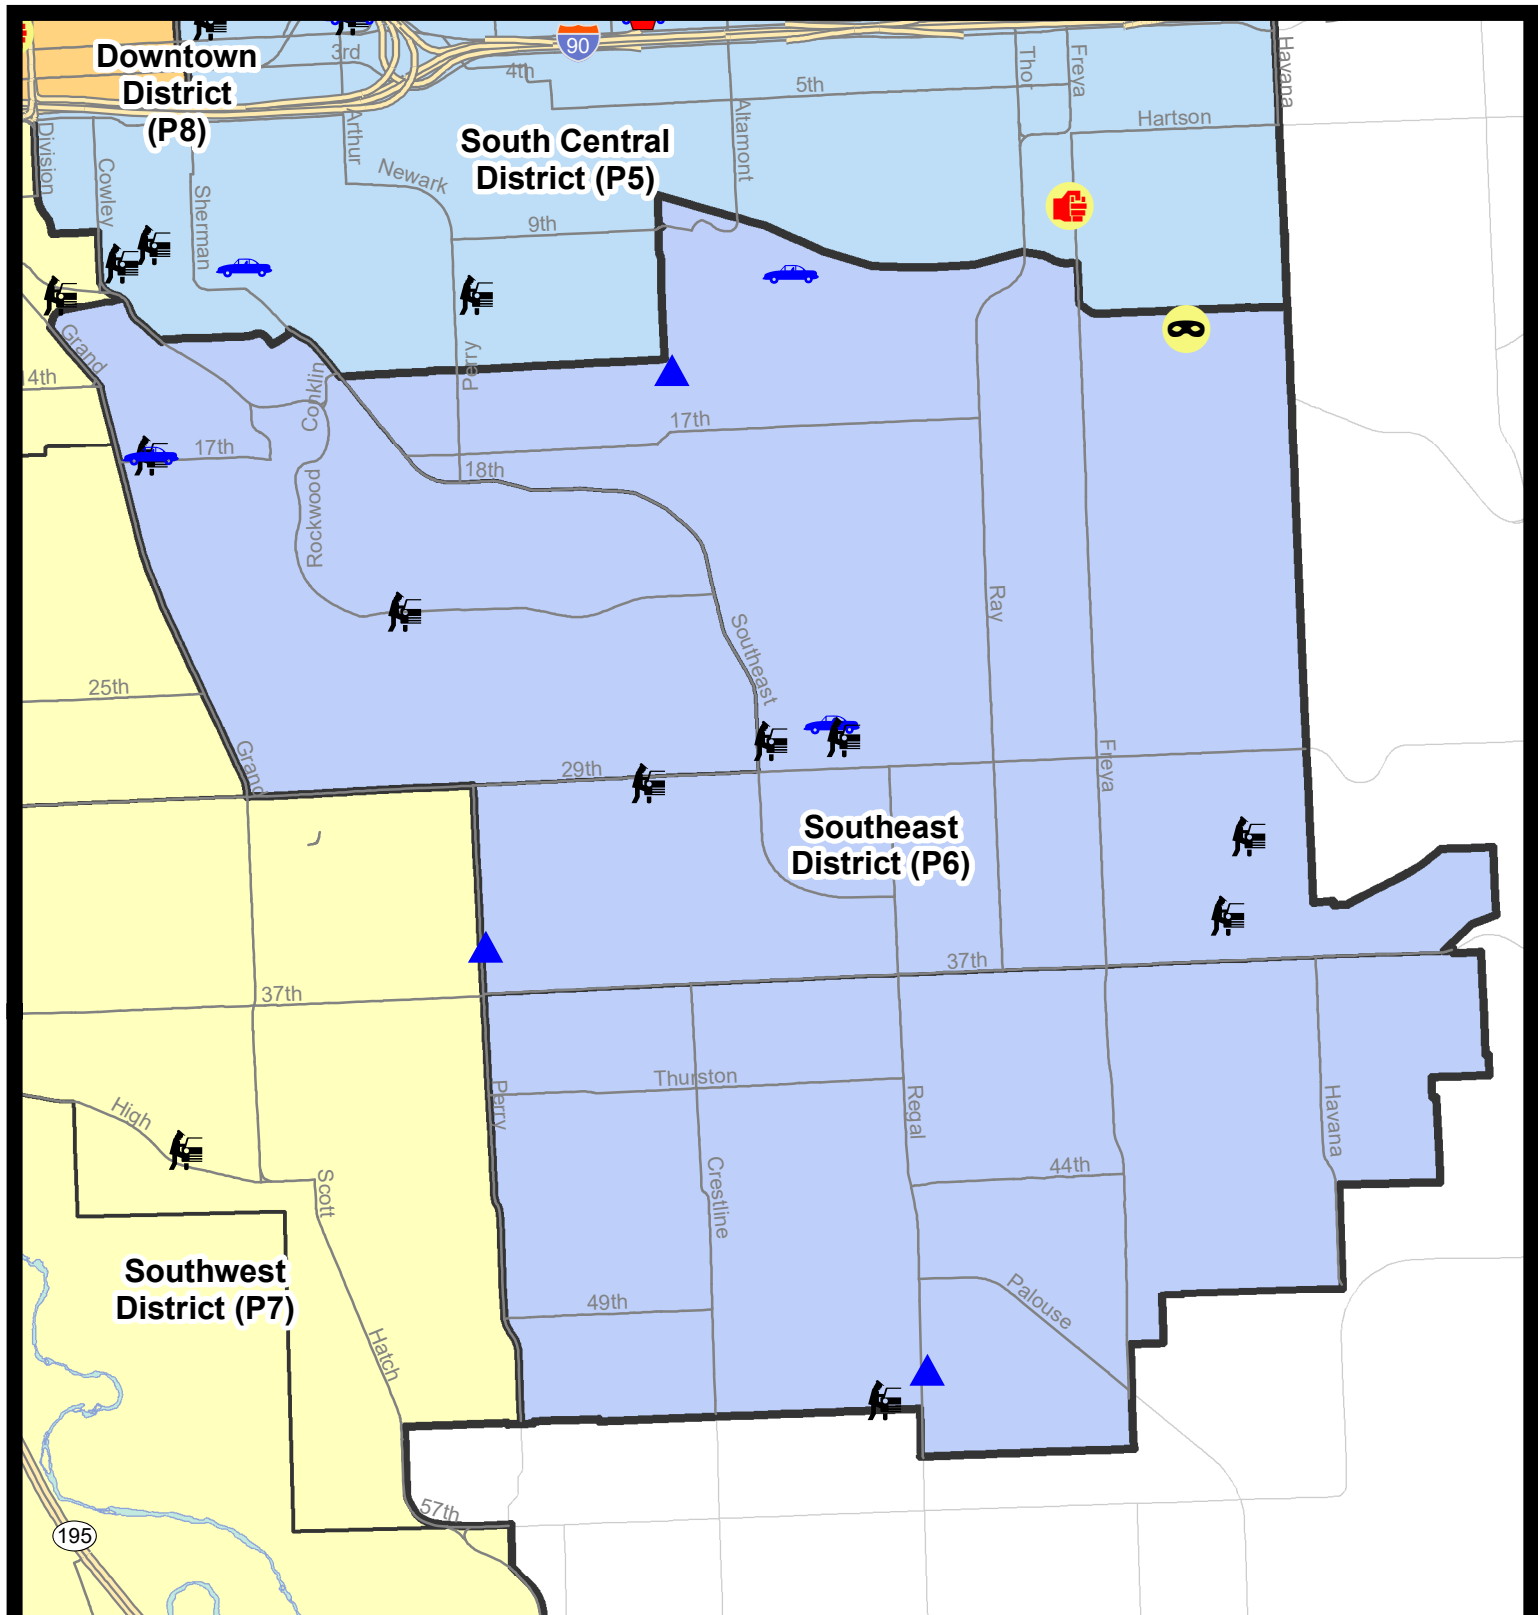 Downtown
District
(P8)
3rd
90
4th
5th
Thor
Freya
Havana
Hartson
Division
Cowley
Sherman
Arthur
Newark
South Central
District (P5)
Altamont
9th
Grand
14th
Conklin
Perry
17th
17th
18th
Rockwood
Ray
Southeast
25th
Grand
29th
Freya
Southeast
District (P6)
37th
37th
Perry
Thurston
Regal
Havana
High
Scott
Crestline
44th
Southwest
District (P7)
49th
Palouse
Hatch
57th
195